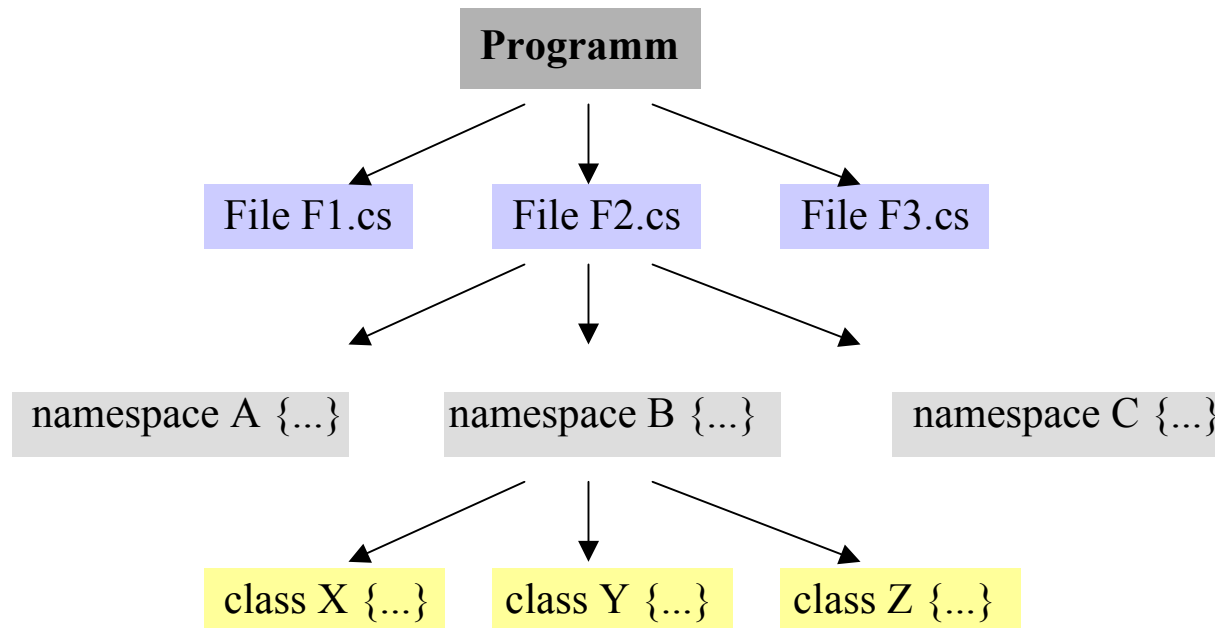 Programm
File F1.cs
File F2.cs
File F3.cs
namespace A {...}
namespace B {...}
namespace C {...}
class X {...}
class Y {...}
class Z {...}